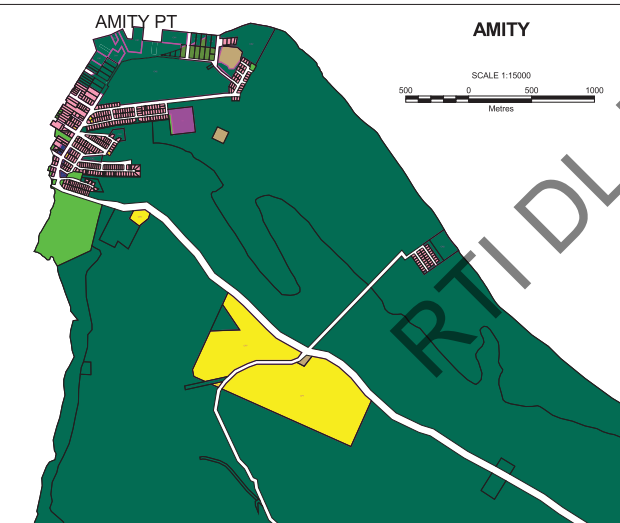 AMITY PT
AMITY
SCALE 1:15000
500 0 500 1000
Metres
RTI DL